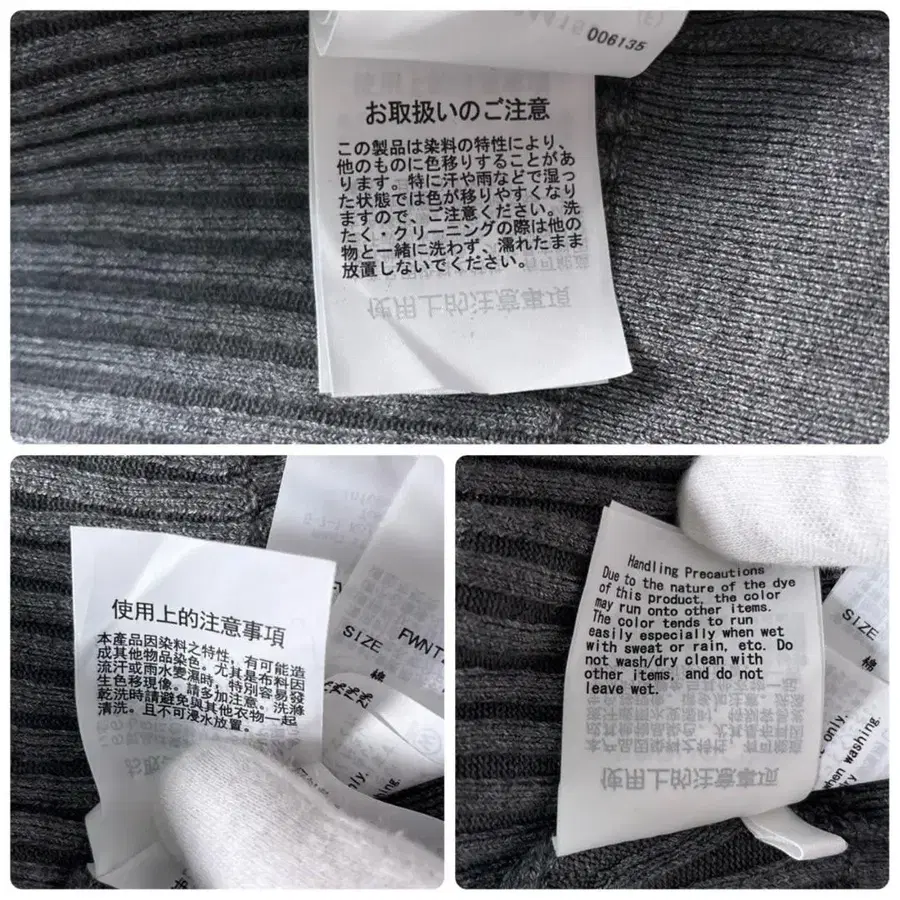 006135
お取扱いのご注意
この製品は染料の特性により、
他のものに色移りすることがあ
ります。特に汗や雨などで湿っ
た状態では色が移りやすくなり
ますので、ご注意ください。洗
たく・クリーニングの際は他の
物と一緒に洗わず、濡れたまま
放置しないでください。
使用上的注意事項
本產品因染料之特性，有可能造
成其他物品染色。尤其是布料因
流汗或雨水變濕時，特別容易發
生色移現像。請多加注意。洗滌
乾洗時請避免與其他衣物一起
清洗。且不可浸水放置。
SIZE
FWNT
Handling Precautions
Due to the nature of the dye
of this product, the color
may run onto other items.
The color tends to run
easily especially when wet
with sweat or rain, etc. Do
not wash/dry clean with
other items, and do not
leave wet.
SIZE
FWNT
only.
when washing.